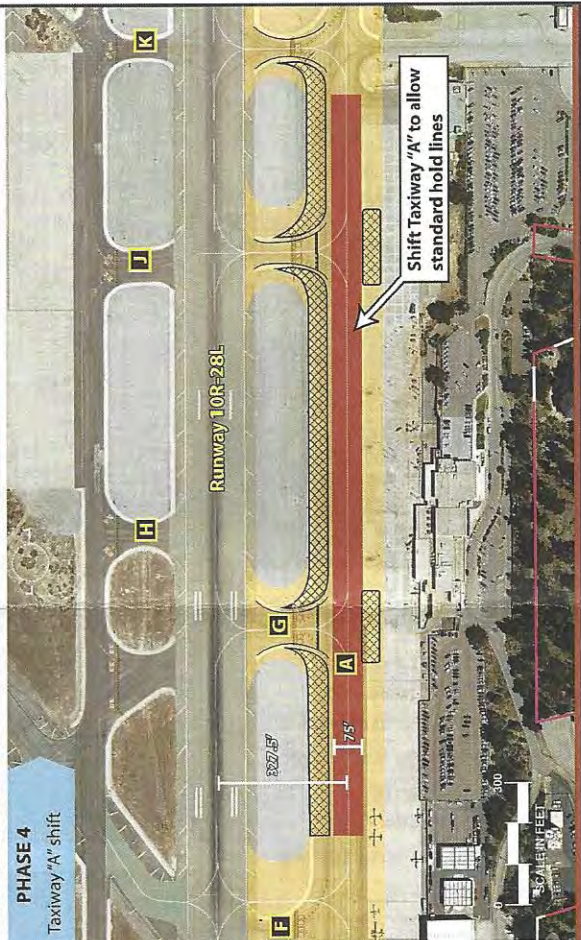 PHASE 4
Taxiway "A" shift
K
J
H
Runway 10R-28L
G
F
A
327.5'
75'
Shift Taxiway "A" to allow
standard hold lines
0
300
SCALE IN FEET